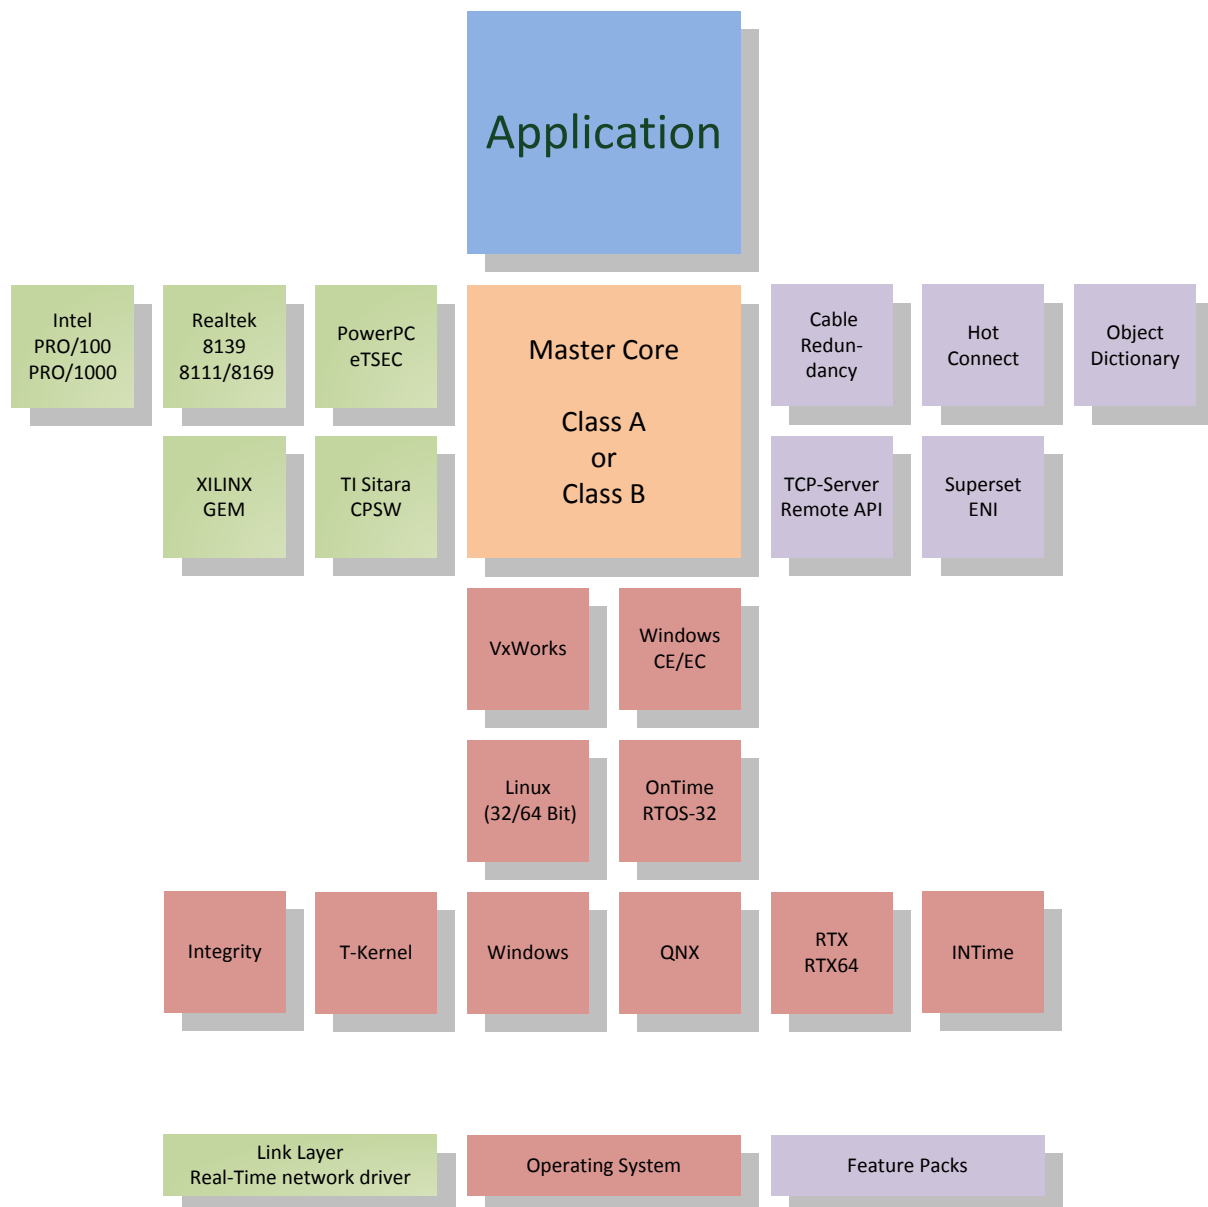 Application
Intel
PRO/100
PRO/1000
Realtek
8139
8111/8169
PowerPC
eTSEC
Master Core
Class A
or
Class B
Cable
Redun-
dancy
Hot
Connect
Object
Dictionary
XILINX
GEM
TI Sitara
CPSW
TCP-Server
Remote API
Superset
ENI
VxWorks
Windows
CE/EC
Linux
(32/64 Bit)
OnTime
RTOS-32
Integrity
T-Kernel
Windows
QNX
RTX
RTX64
INTime
Link Layer
Real-Time network driver
Operating System
Feature Packs